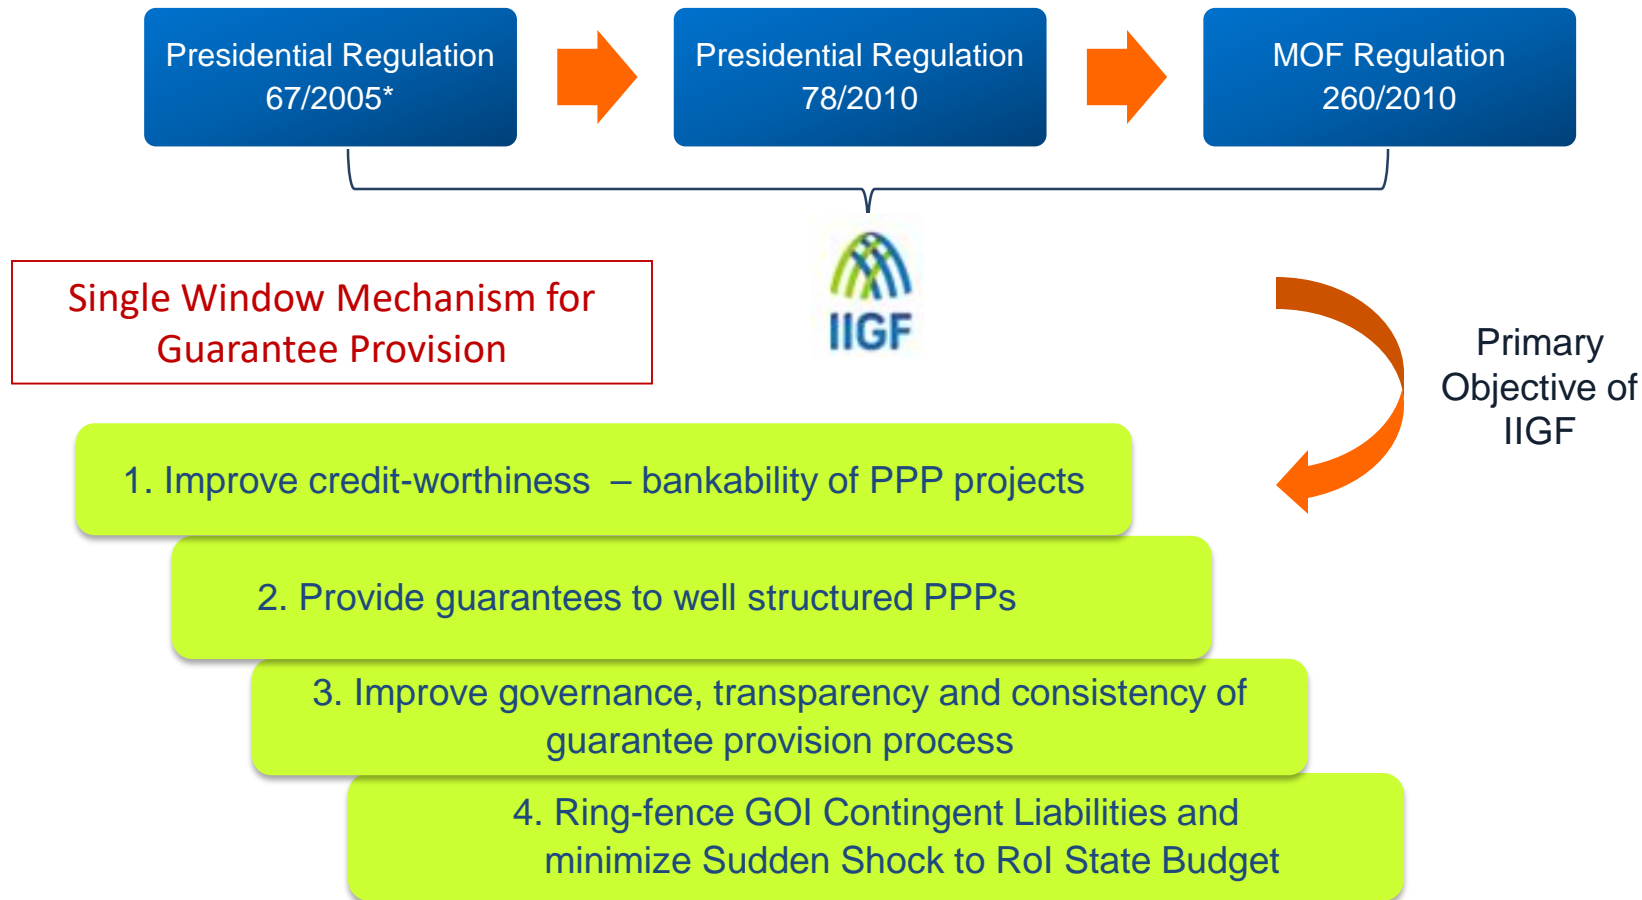 Presidential Regulation
67/2005*
Presidential Regulation
78/2010
MOF Regulation
260/2010
IIGF
Single Window Mechanism for
Guarantee Provision
Primary
Objective of
IIGF
1. Improve credit-worthiness – bankability of PPP projects
2. Provide guarantees to well structured PPPs
3. Improve governance, transparency and consistency of
guarantee provision process
4. Ring-fence GOI Contingent Liabilities and
minimize Sudden Shock to RoI State Budget